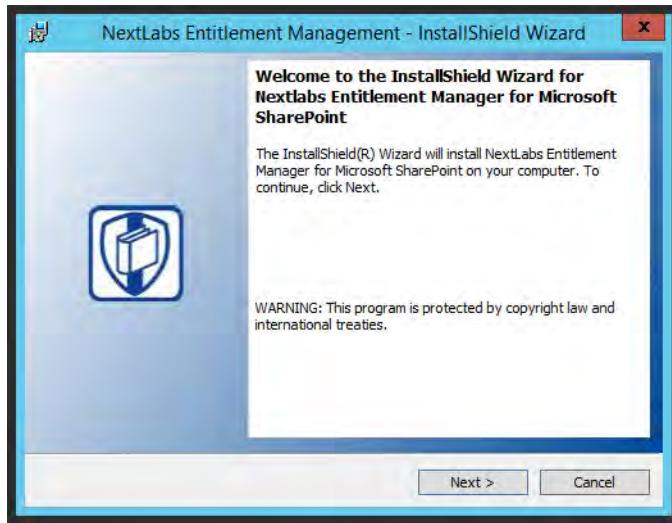 NextLabs Entitlement Management - InstallShield Wizard
x
Welcome to the InstallShield Wizard for
Nextlabs Entitlement Manager for Microsoft
SharePoint
The InstallShield(R) Wizard will install NextLabs Entitlement
Manager for Microsoft SharePoint on your computer. To
continue, click Next.
WARNING: This program is protected by copyright law and
international treaties.
Next >
Cancel